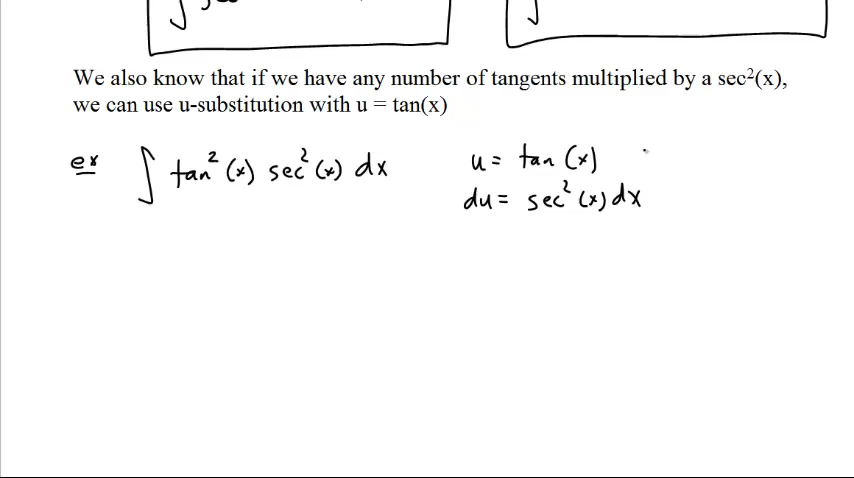 We also know that if we have any number of tangents multiplied by a sec²(x),
we can use u-substitution with u = tan(x)
ex ∫ tan²(x) sec²(x) dx
u = tan(x)
du = sec²(x) dx